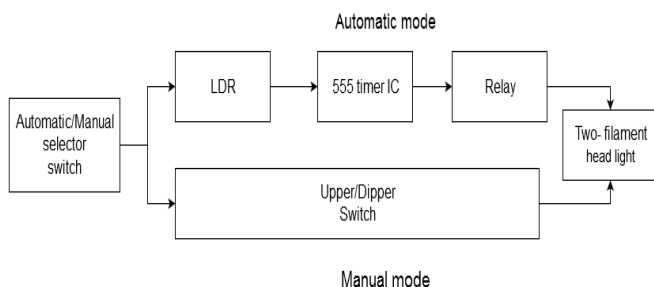 Automatic mode
LDR
555 timer IC
Relay
Automatic/Manual
selector
switch
Two- filament
head light
Upper/Dipper
Switch
Manual mode